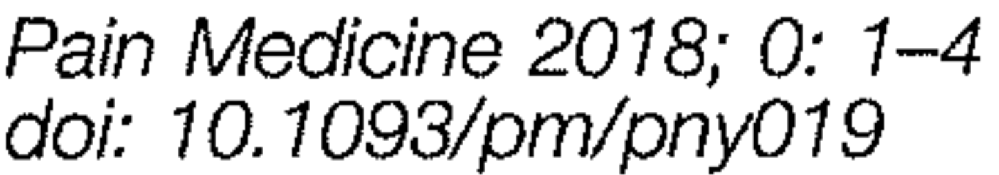 Pain Medicine 2018; 0: 1–4
doi: 10.1093/pm/pny019